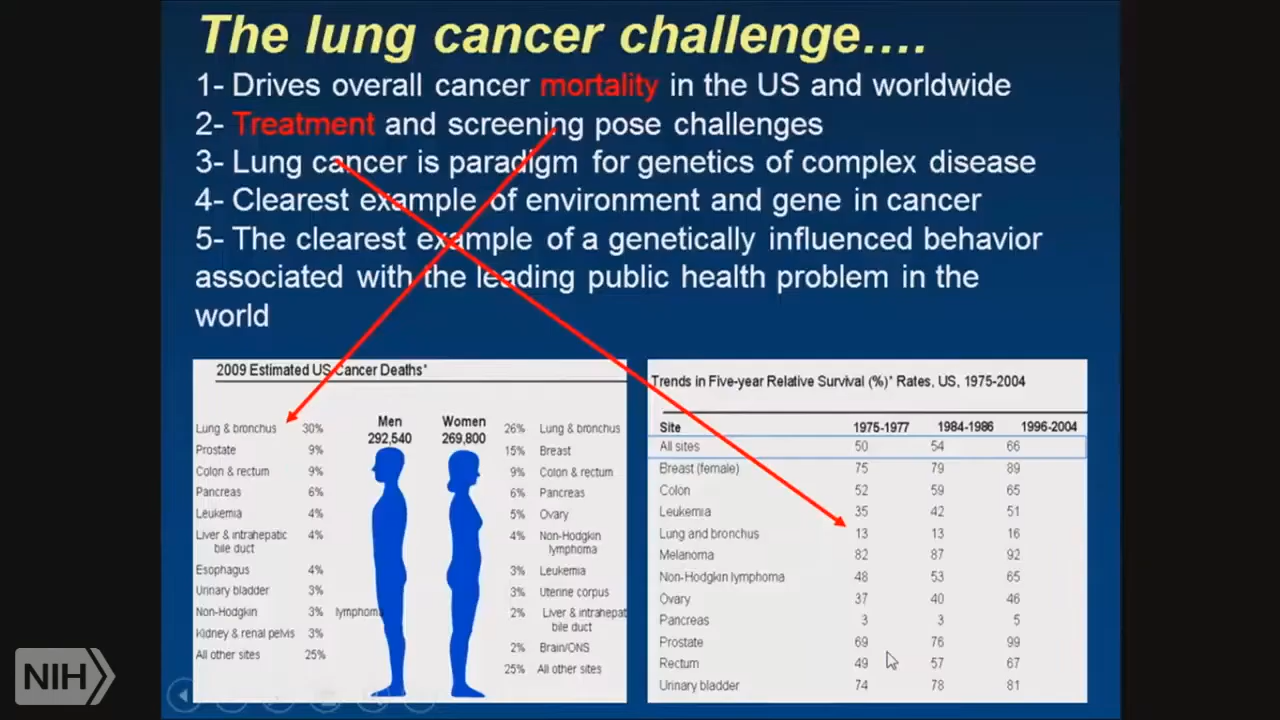 The lung cancer challenge….
1- Drives overall cancer mortality in the US and worldwide
2- Treatment and screening pose challenges
3- Lung cancer is paradigm for genetics of complex disease
4- Clearest example of environment and gene in cancer
5- The clearest example of a genetically influenced behavior
associated with the leading public health problem in the
world
2009 Estimated US Cancer Deaths*
Men
292,540
Women
269,800
Lung & bronchus 30%
Prostate 9%
Colon & rectum 9%
Pancreas 6%
Leukemia 4%
Liver & intrahepatic 4%
bile duct
Esophagus 4%
Urinary bladder 3%
Non-Hodgkin 3% lymphoma
Kidney & renal pelvis 3%
All other sites 25%
26% Lung & bronchus
15% Breast
9% Colon & rectum
6% Pancreas
5% Ovary
4% Non-Hodgkin
lymphoma
3% Leukemia
3% Uterine corpus
2% Liver & intrahepat
bile duct
2% Brain/ONS
25% All other sites
Trends in Five-year Relative Survival (%)* Rates, US, 1975-2004
Site 1975-1977 1984-1986 1996-2004
All sites 50 54 66
Breast (female) 75 79 89
Colon 52 59 65
Leukemia 35 42 51
Lung and bronchus 13 13 16
Melanoma 82 87 92
Non-Hodgkin lymphoma 48 53 65
Ovary 37 40 46
Pancreas 3 3 5
Prostate 69 76 99
Rectum 49 57 67
Urinary bladder 74 78 81
NIH